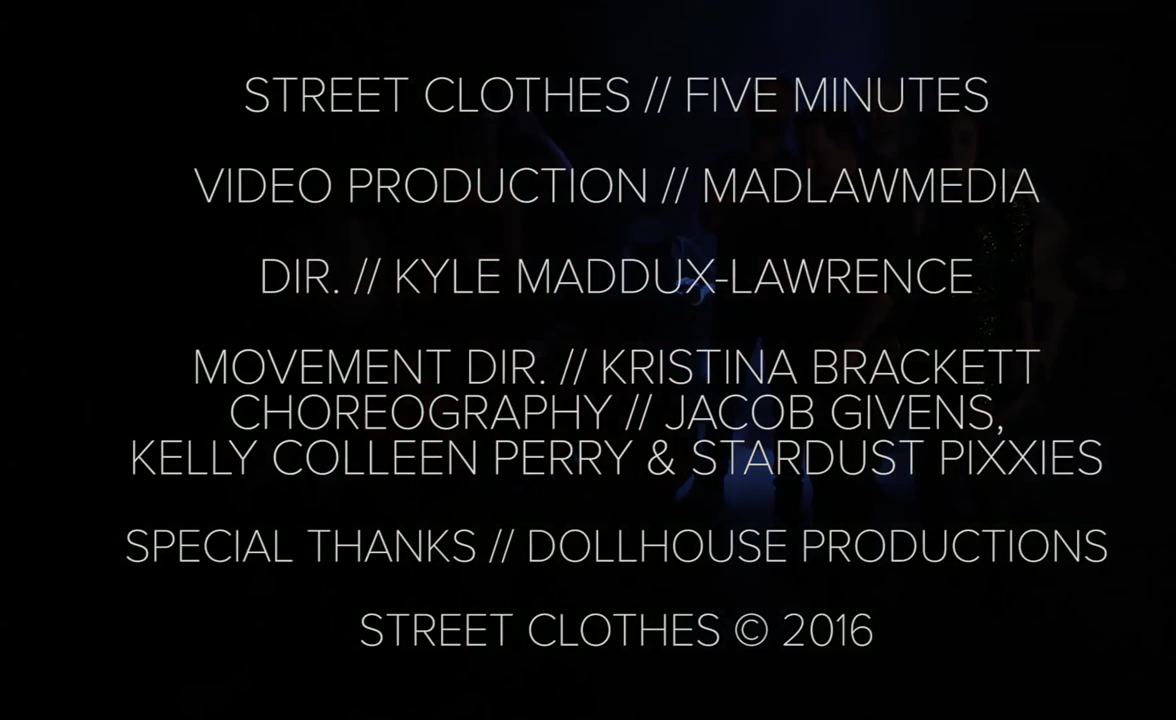 STREET CLOTHES // FIVE MINUTES
VIDEO PRODUCTION // MADLAWMEDIA
DIR. // KYLE MADDUX-LAWRENCE
MOVEMENT DIR. // KRISTINA BRACKETT
CHOREOGRAPHY // JACOB GIVENS,
KELLY COLLEEN PERRY & STARDUST PIXXIES
SPECIAL THANKS // DOLLHOUSE PRODUCTIONS
STREET CLOTHES © 2016